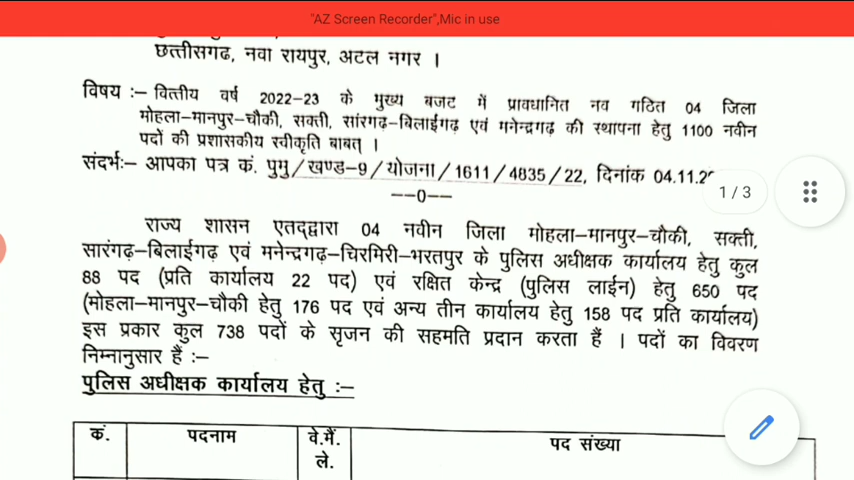 "AZ Screen Recorder",Mic in use
छत्तीसगढ, नवा रायपुर, अटल नगर ।
विषय :– वित्तीय वर्ष 2022–23 के मुख्य बजट में प्रावधानित नव गठित 04 जिला
मोहला–मानपुर–चौकी, सक्ती, सांरगढ–बिलाईगढ़ एवं मनेन्द्रगढ़ की स्थापना हेतु 1100 नवीन
पदों की प्रशासकीय स्वीकृति बाबत् ।
संदर्भः– आपका पत्र कं. पुमु/खण्ड–9/योजना/1611/4835/22, दिनांक 04.11.
1 / 3
––0––
राज्य शासन एतद्द्वारा 04 नवीन जिला मोहला–मानपुर–चौकी, सक्ती,
सारंगढ–बिलाईगढ़ एवं मनेन्द्रगढ़–चिरमिरी–भरतपुर के पुलिस अधीक्षक कार्यालय हेतु कुल
88 पद (प्रति कार्यालय 22 पद) एवं रक्षित केन्द्र (पुलिस लाईन) हेतु 650 पद
(मोहला–मानपुर–चौकी हेतु 176 पद एवं अन्य तीन कार्यालय हेतु 158 पद प्रति कार्यालय)
इस प्रकार कुल 738 पदों के सृजन की सहमति प्रदान करता हैं । पदों का विवरण
निम्नानुसार हैं :–
पुलिस अधीक्षक कार्यालय हेतु :–
कं. पदनाम वे.मैं. पद संख्या
ले.